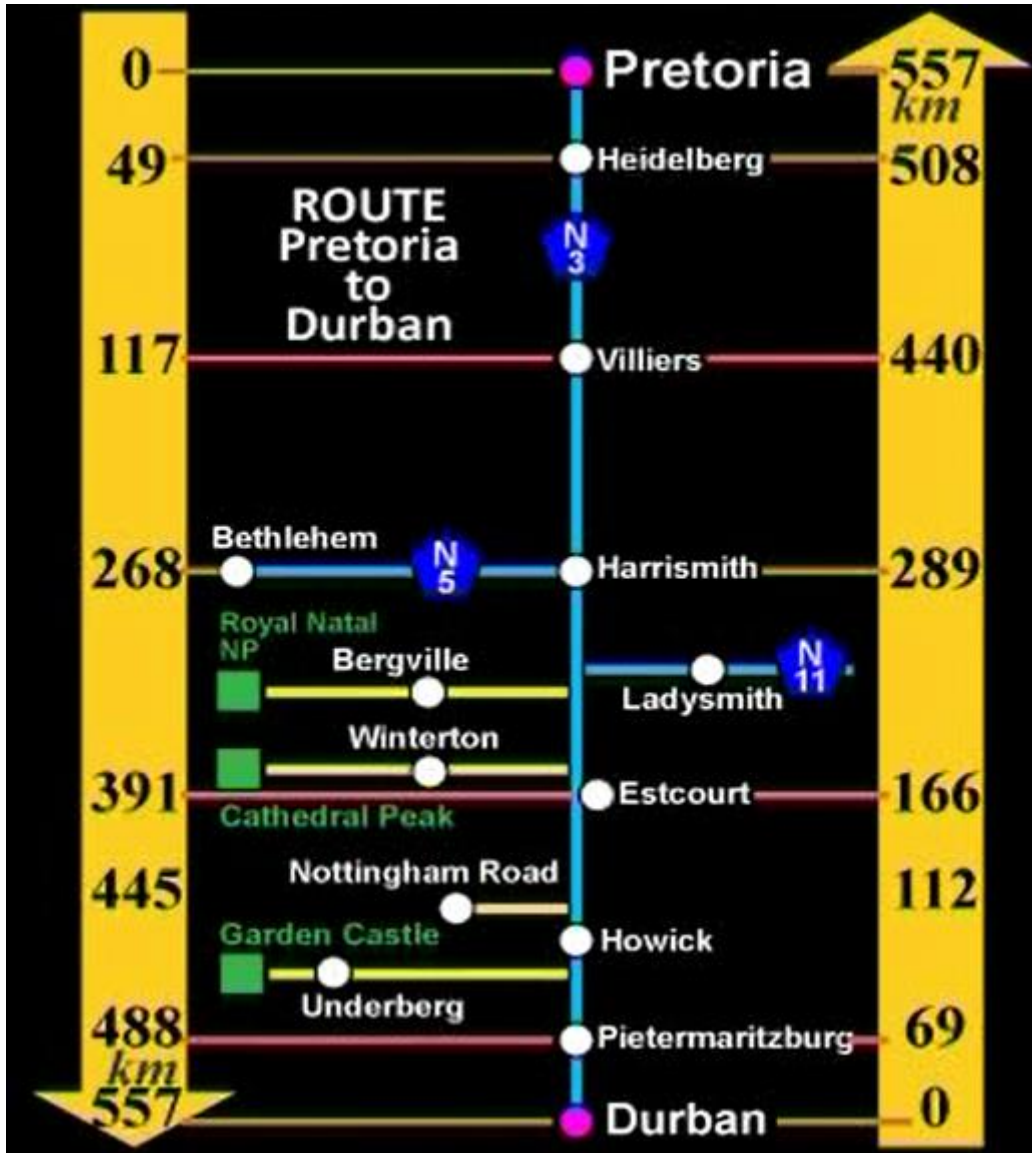 0
Pretoria
557
km
49
Heidelberg
508
ROUTE
Pretoria
to
Durban
N
3
117
Villiers
440
Bethlehem
268
N
5
Harrismith
289
Royal Natal
NP
Bergville
N
11
Ladysmith
Winterton
391
Estcourt
166
Cathedral Peak
Nottingham Road
445
112
Garden Castle
Howick
Underberg
488
Pietermaritzburg
69
km
557
Durban
0